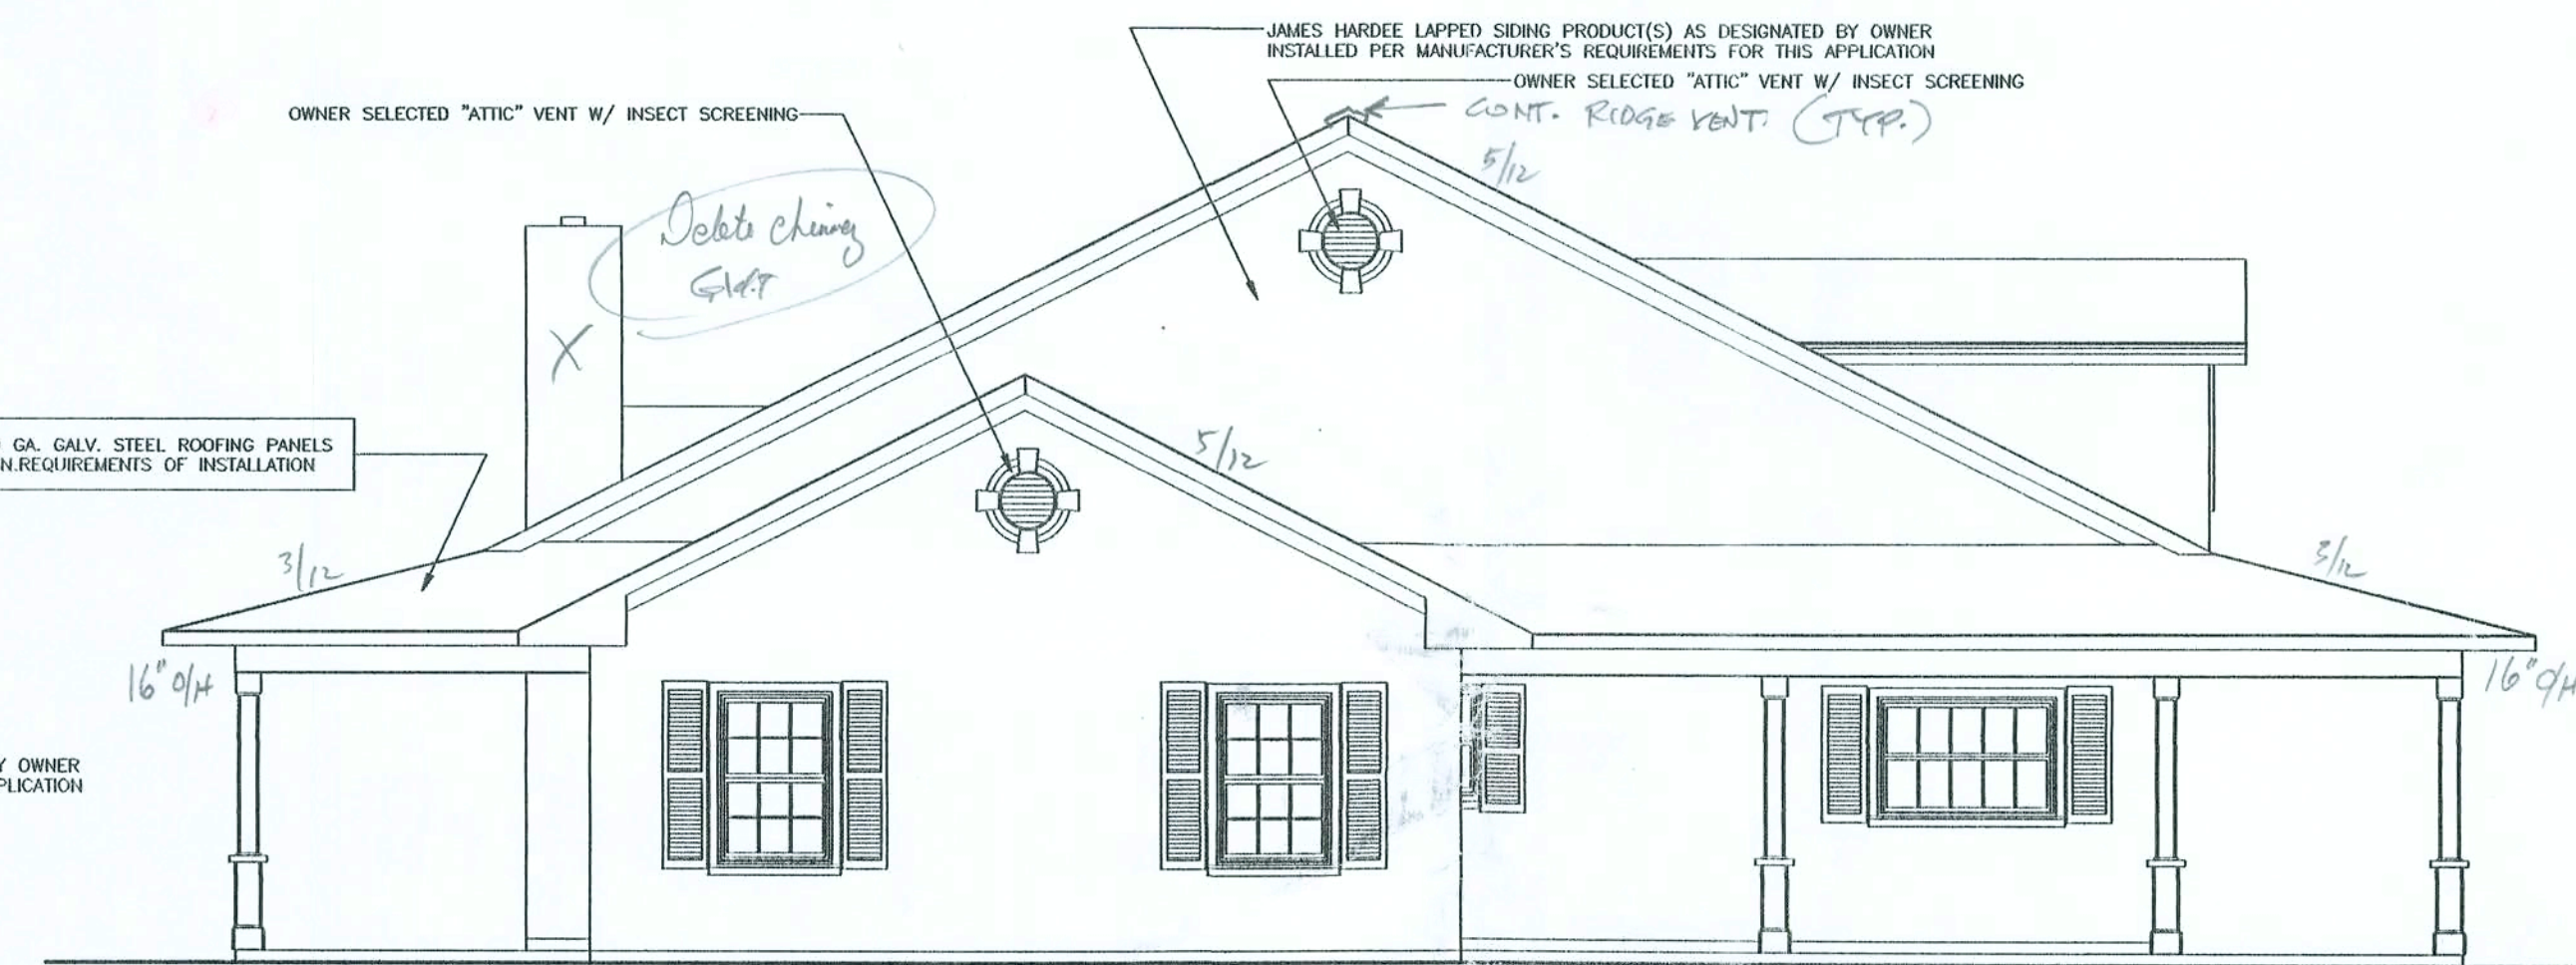 JAMES HARDEE LAPPED SIDING PRODUCT(S) AS DESIGNATED BY OWNER
INSTALLED PER MANUFACTURER'S REQUIREMENTS FOR THIS APPLICATION
OWNER SELECTED "ATTIC" VENT W/ INSECT SCREENING
CONT. RIDGE VENT. (TYP.)
OWNER SELECTED "ATTIC" VENT W/ INSECT SCREENING
5/12
Delete chimney
X
5/12
GA. GALV. STEEL ROOFING PANELS
N.REQUIREMENTS OF INSTALLATION
3/12
3/12
16" O/H
16" O/H
Y OWNER
PLICATION